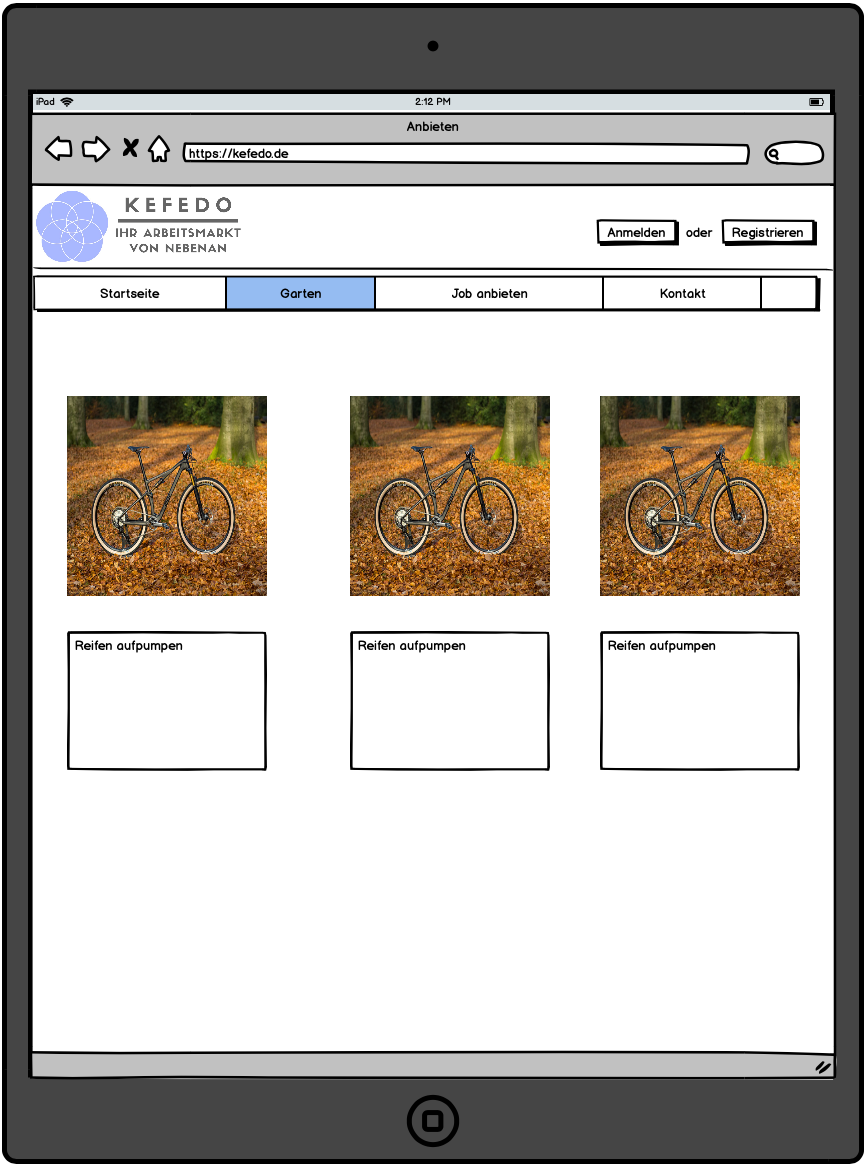 iPad
2:12 PM
Anbieten
https://kefedo.de
KEFEDO
IHR ARBEITSMARKT
VON NEBENAN
Anmelden oder Registrieren
Startseite Garten Job anbieten Kontakt
Reifen aufpumpen Reifen aufpumpen Reifen aufpumpen